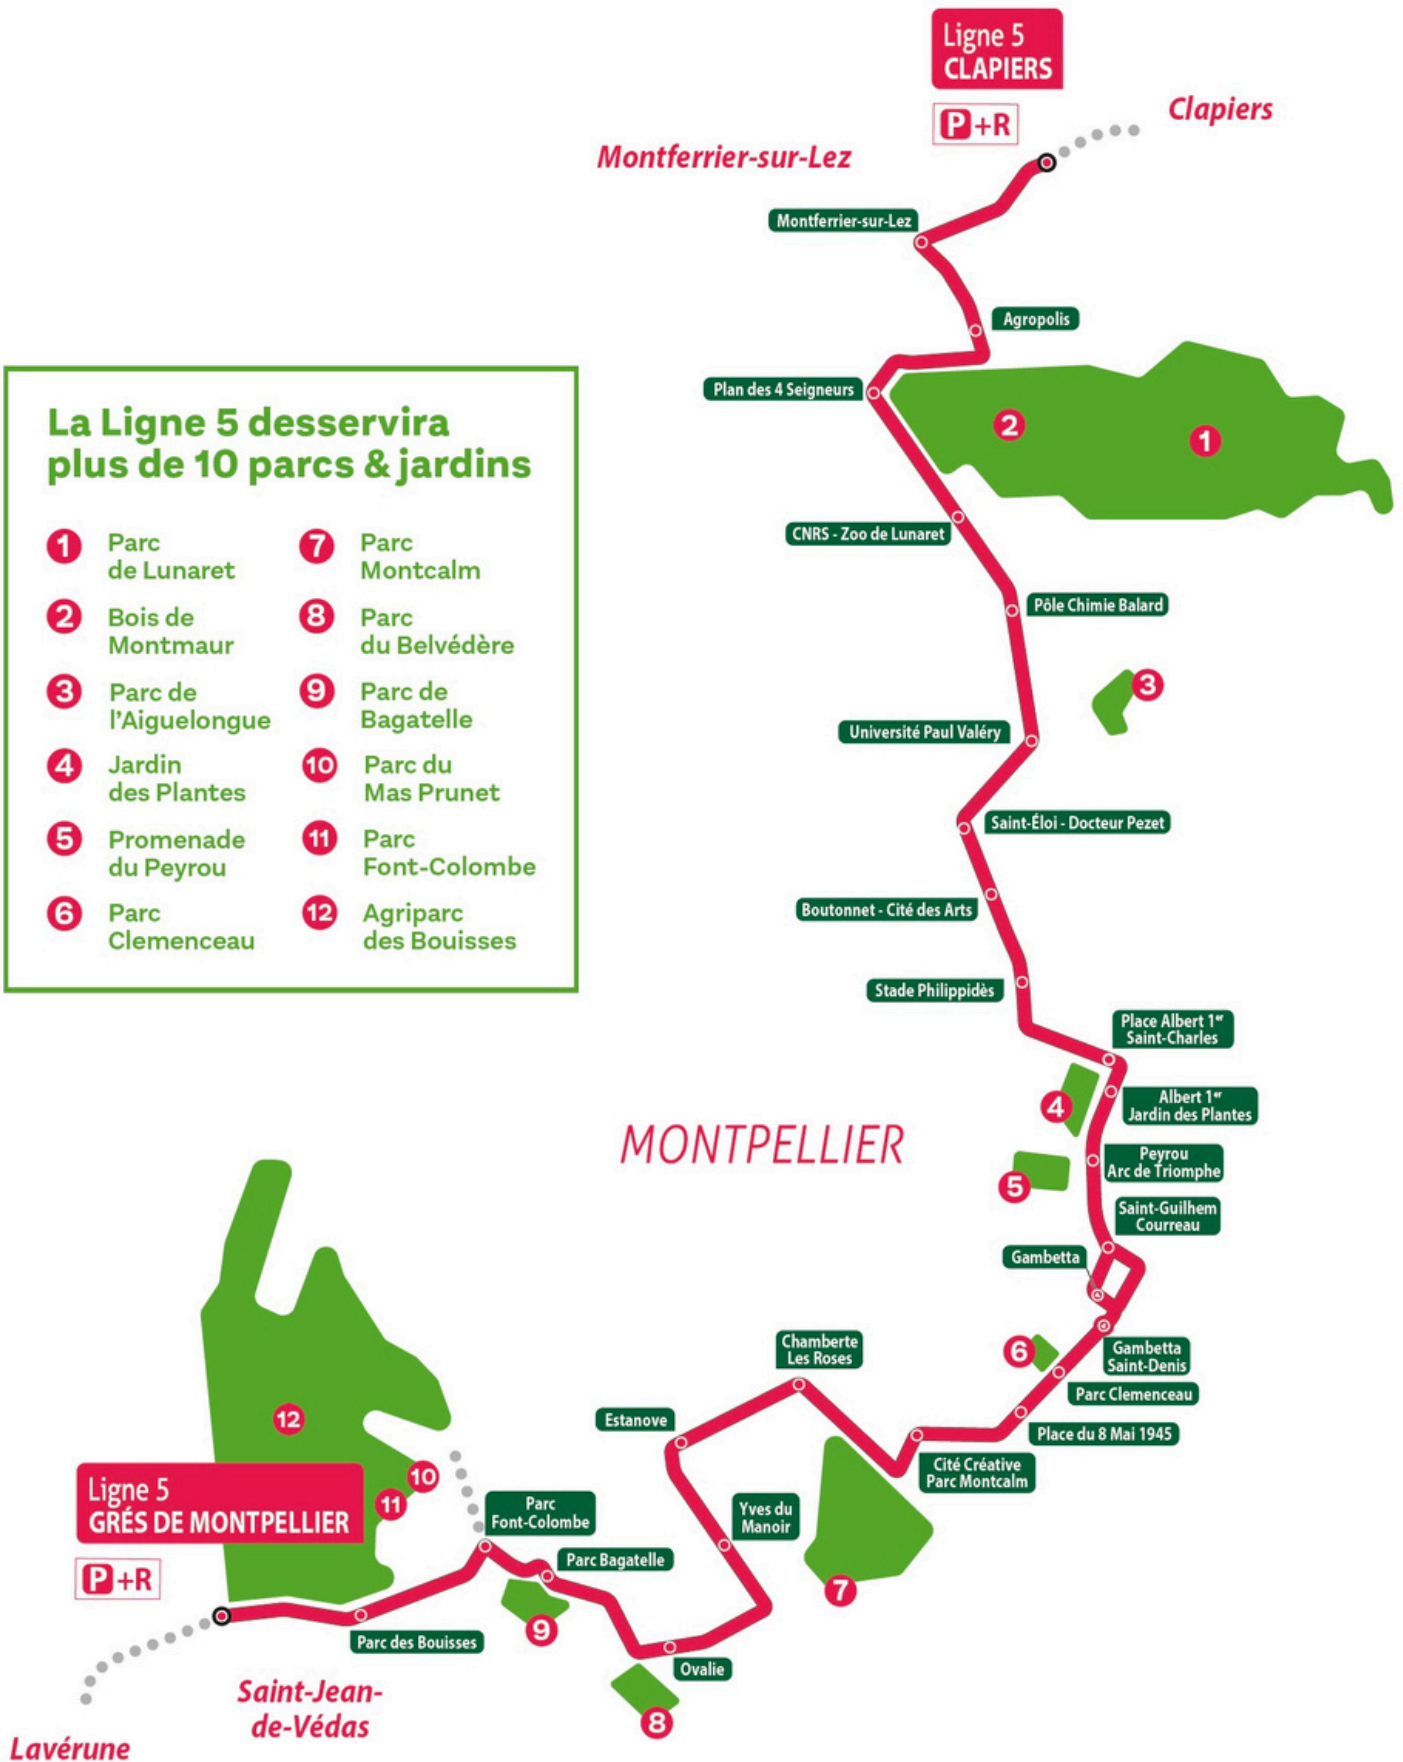 Ligne 5
CLAPIERS
P+R
Clapiers
Montferrier-sur-Lez
Montferrier-sur-Lez
Agropolis
Plan des 4 Seigneurs
2
1
CNRS - Zoo de Lunaret
Pôle Chimie Balard
3
Université Paul Valéry
Saint-Éloi - Docteur Pezet
Boutonnet - Cité des Arts
Stade Philippidès
Place Albert 1er
Saint-Charles
4
Albert 1er
Jardin des Plantes
Peyrou
Arc de Triomphe
5
Saint-Guilhem
Courreau
Gambetta
6
Gambetta
Saint-Denis
Parc Clemenceau
Place du 8 Mai 1945
Cité Créative
Parc Montcalm
Chamberte
Les Roses
Estanove
Yves du
Manoir
7
Ovalie
8
Parc Bagatelle
9
Parc
Font-Colombe
Parc des Bouisses
10
11
12
Ligne 5
GRÉS DE MONTPELLIER
P+R
MONTPELLIER
Saint-Jean-
de-Védas
Lavérune
La Ligne 5 desservira
plus de 10 parcs & jardins
1 Parc
de Lunaret
2 Bois de
Montmaur
3 Parc de
l'Aiguelongue
4 Jardin
des Plantes
5 Promenade
du Peyrou
6 Parc
Clemenceau
7 Parc
Montcalm
8 Parc
du Belvédère
9 Parc de
Bagatelle
10 Parc du
Mas Prunet
11 Parc
Font-Colombe
12 Agriparc
des Bouisses